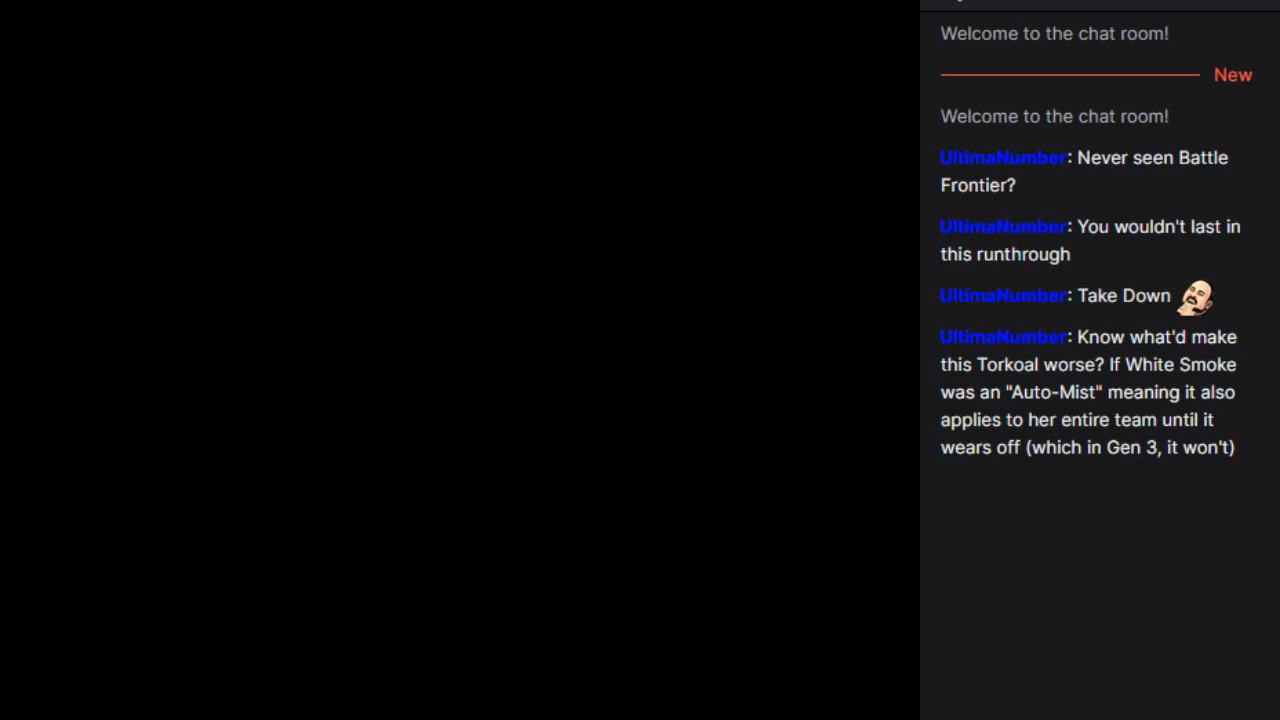 Welcome to the chat room!
New
Welcome to the chat room!
UltimaNumber: Never seen Battle
Frontier?
UltimaNumber: You wouldn't last in
this runthrough
UltimaNumber: Take Down
UltimaNumber: Know what'd make
this Torkoal worse? If White Smoke
was an "Auto-Mist" meaning it also
applies to her entire team until it
wears off (which in Gen 3, it won't)